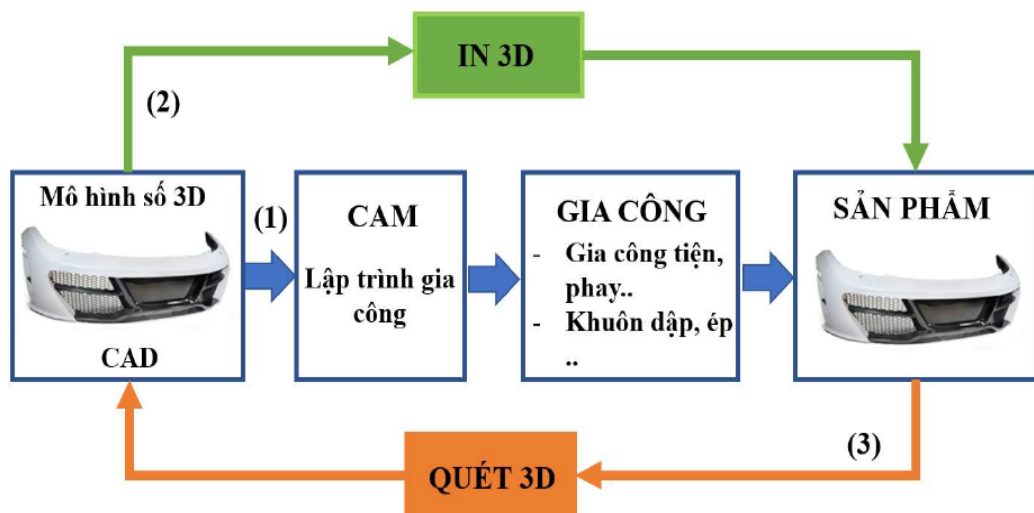 IN 3D
(2)
Mô hình số 3D
CAD
(1)
CAM
Lập trình gia
công
GIA CÔNG
- Gia công tiện,
phay..
- Khuôn dập, ép
..
SẢN PHẨM
(3)
QUÉT 3D